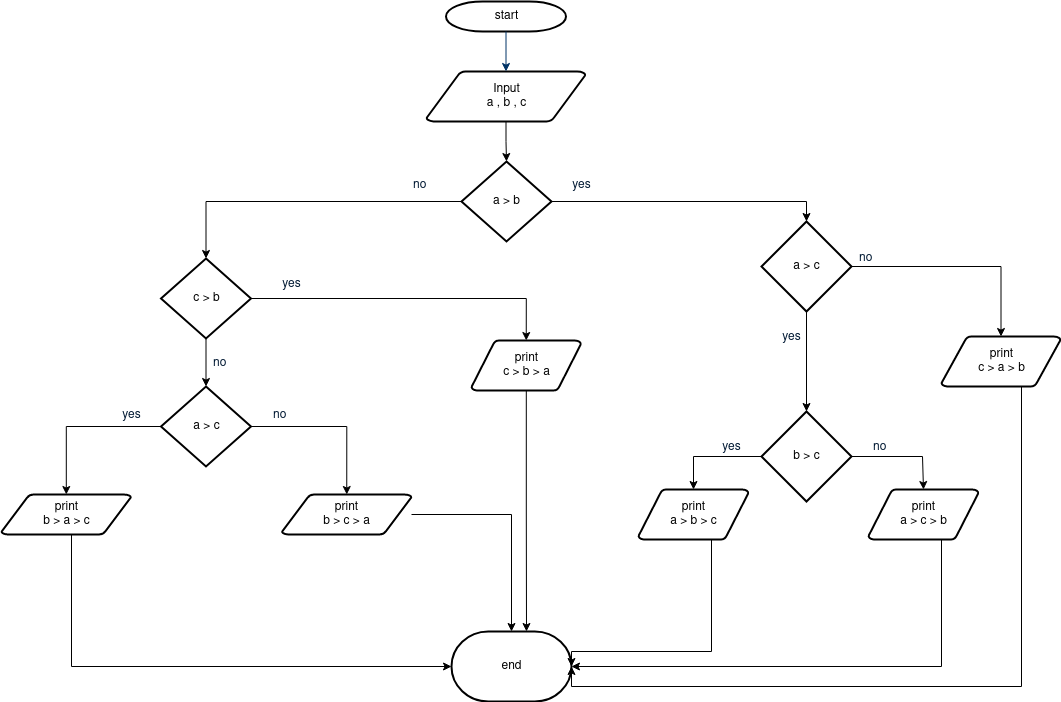 start
Input
a , b , c
no
yes
a > b
no
a > c
yes
c > b
yes
print
c > b > a
print
c > a > b
no
yes
a > c
no
yes
b > c
no
print
b > a > c
print
b > c > a
print
a > b > c
print
a > c > b
end